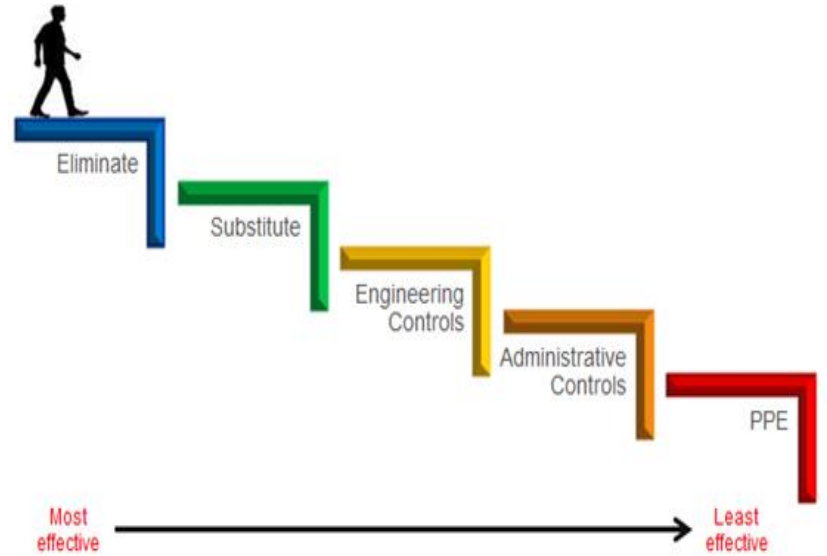 Eliminate
Substitute
Engineering
Controls
Administrative
Controls
PPE
Most
effective
Least
effective